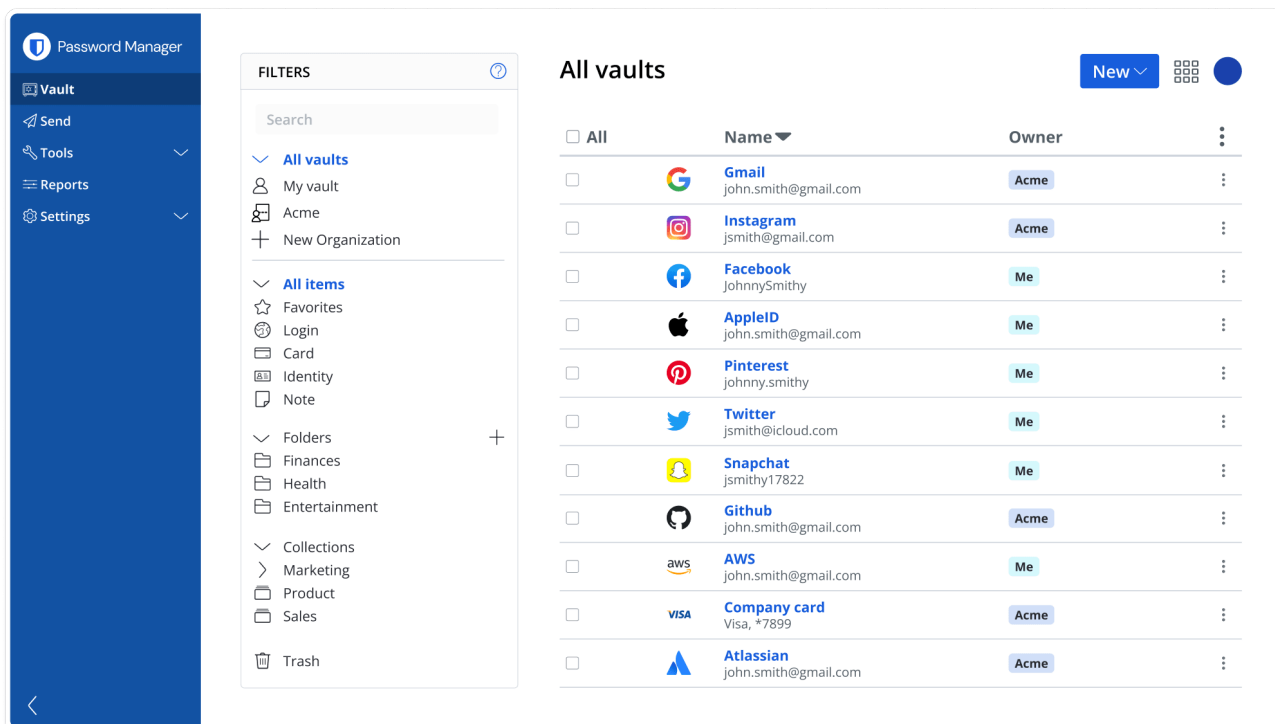 Password Manager
Vault
Send
Tools
Reports
Settings
FILTERS
Search
All vaults
My vault
Acme
New Organization
All items
Favorites
Login
Card
Identity
Note
Folders
Finances
Health
Entertainment
Collections
Marketing
Product
Sales
Trash
All vaults
New
All Name Owner
Gmail
john.smith@gmail.com
Acme
Instagram
jsmith@gmail.com
Acme
Facebook
JohnnySmithy
Me
AppleID
john.smith@gmail.com
Me
Pinterest
johnny.smithy
Me
Twitter
jsmith@icloud.com
Me
Snapchat
jsmithy17822
Me
Github
john.smith@gmail.com
Acme
aws
AWS
john.smith@gmail.com
Me
VISA
Company card
Visa, *7899
Acme
Atlassian
john.smith@gmail.com
Acme